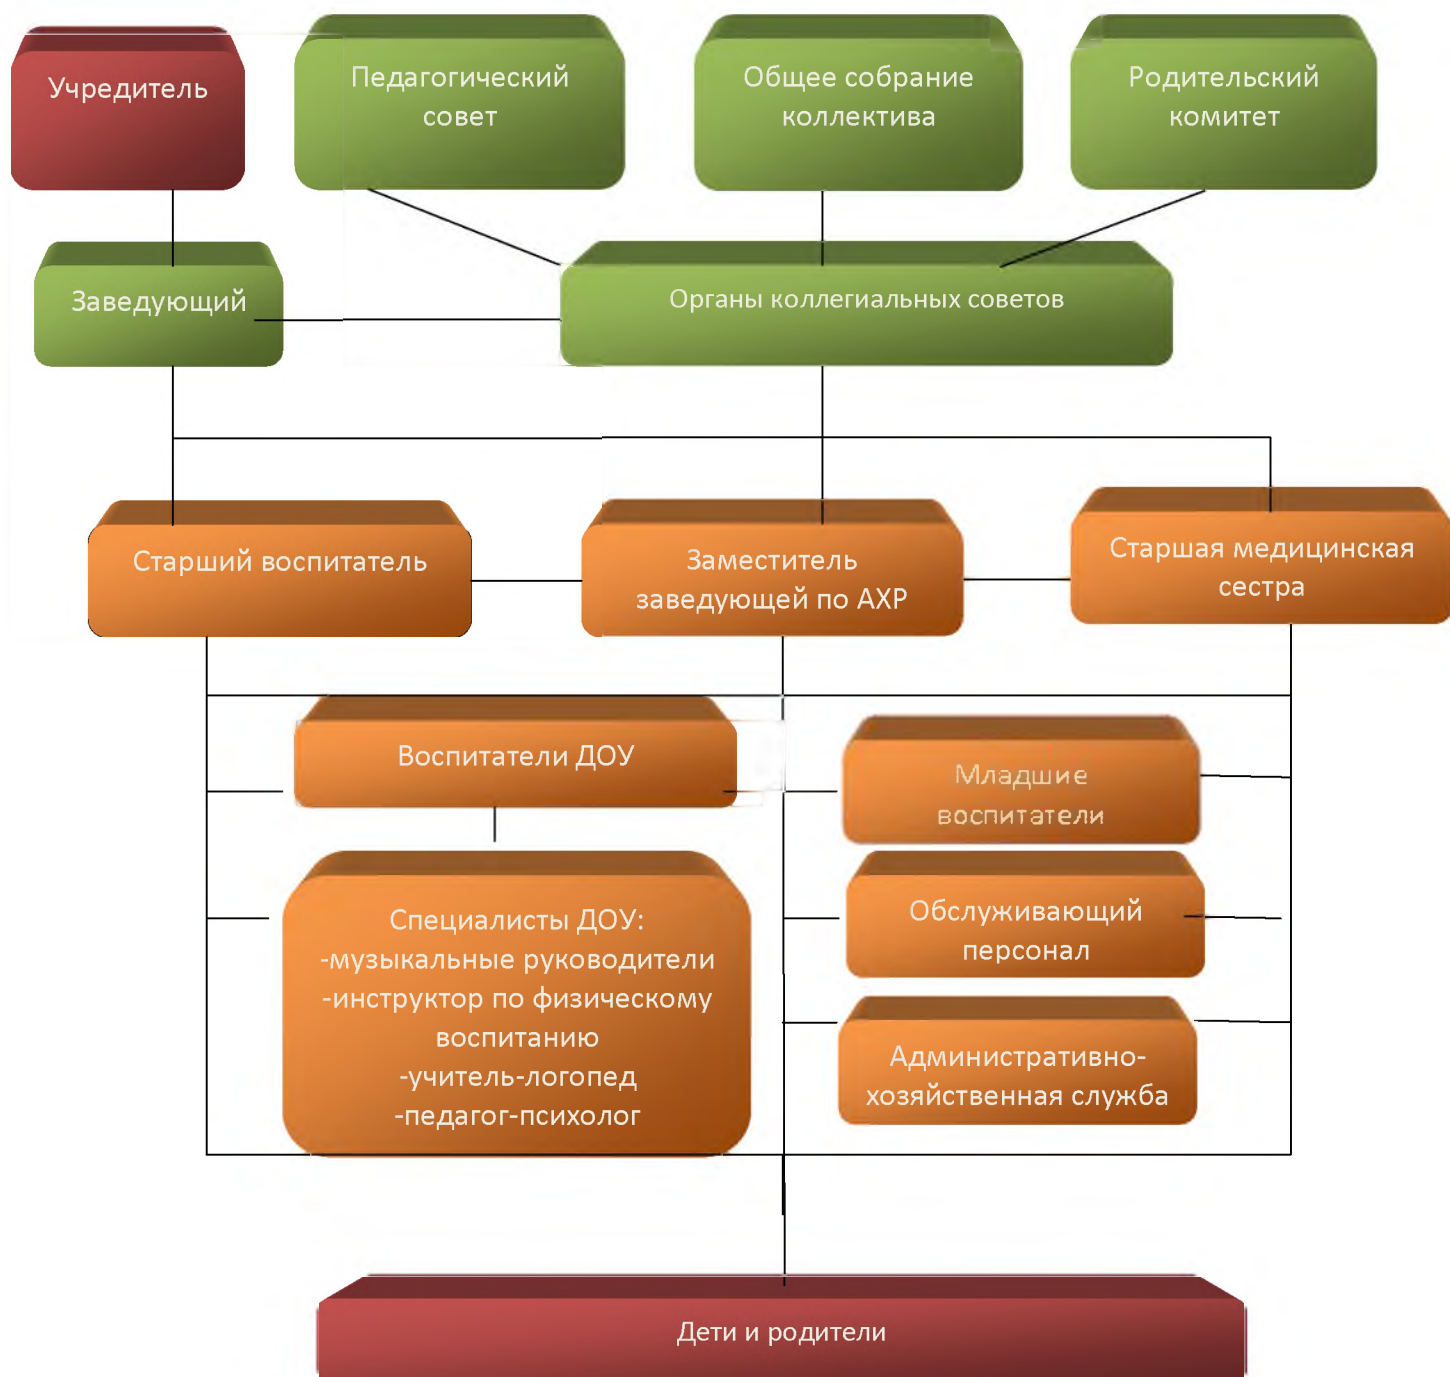 Учредитель
Педагогический
совет
Общее собрание
коллектива
Родительский
комитет
Заведующий
Органы коллегиальных советов
Старший воспитатель
Заместитель
заведующей по АХР
Старшая медицинская
сестра
Воспитатели ДОУ
Младшие
воспитатели
Специалисты ДОУ:
-музыкальные руководители
-инструктор по физическому
воспитанию
-учитель-логопед
-педагог-психолог
Обслуживающий
персонал
Административно-
хозяйственная служба
Дети и родители